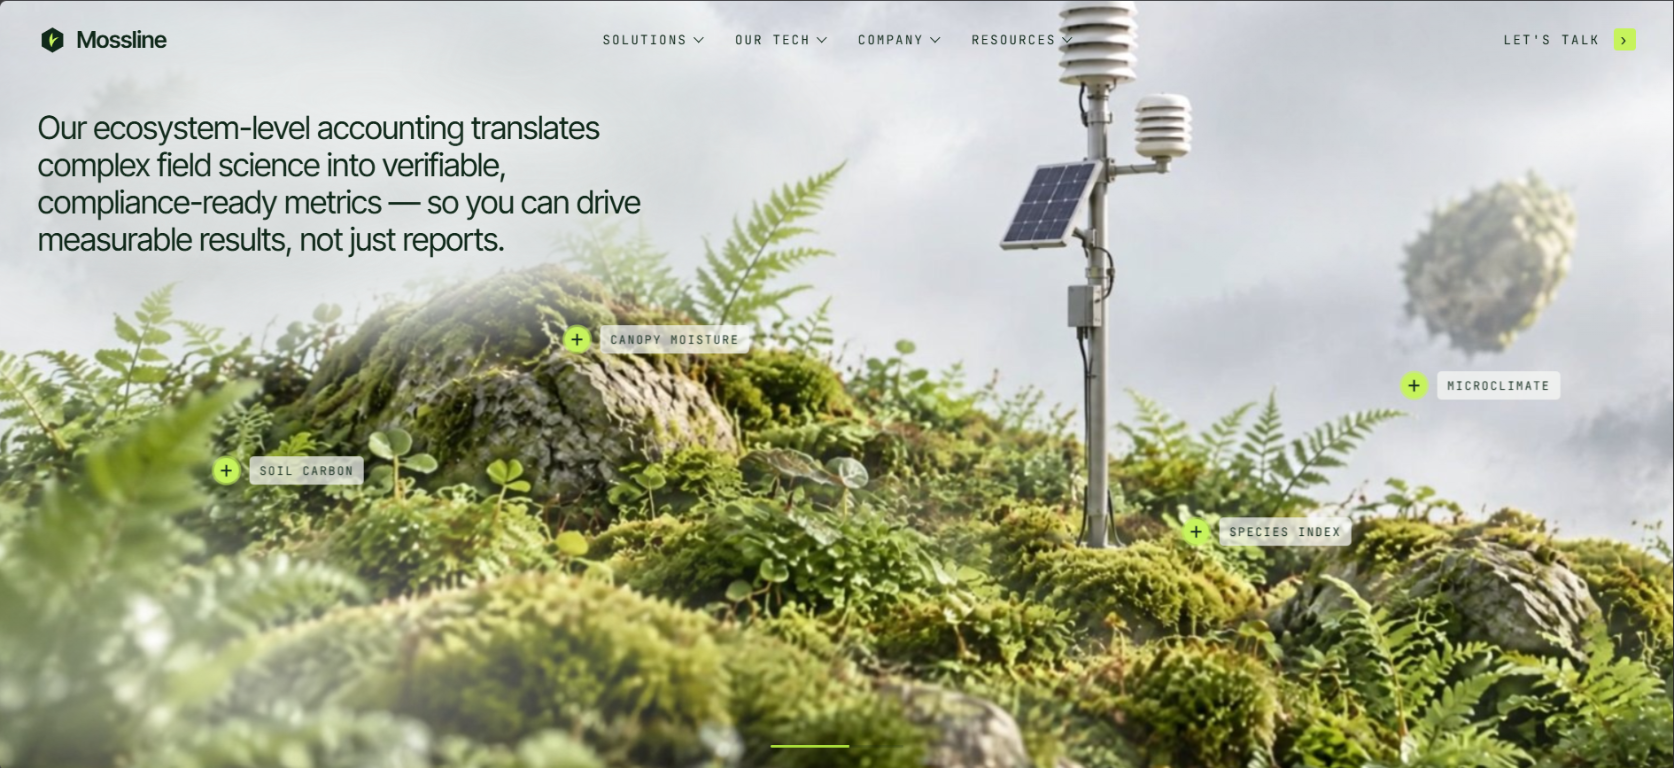 Mossline
SOLUTIONS
OUR TECH
COMPANY
RESOURCES
LET'S TALK
Our ecosystem-level accounting translates
complex field science into verifiable,
compliance-ready metrics — so you can drive
measurable results, not just reports.
CANOPY MOISTURE
MICROCLIMATE
SOIL CARBON
SPECIES INDEX